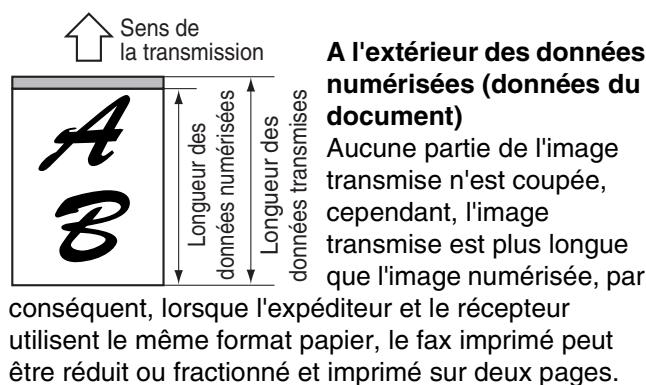 Sens de
la transmission
A
B
Longueur des
données numérisées
Longueur des
données transmises
A l'extérieur des données
numérisées (données du
document)
Aucune partie de l'image
transmise n'est coupée,
cependant, l'image
transmise est plus longue
que l'image numérisée, par
conséquent, lorsque l'expéditeur et le récepteur
utilisent le même format papier, le fax imprimé peut
être réduit ou fractionné et imprimé sur deux pages.